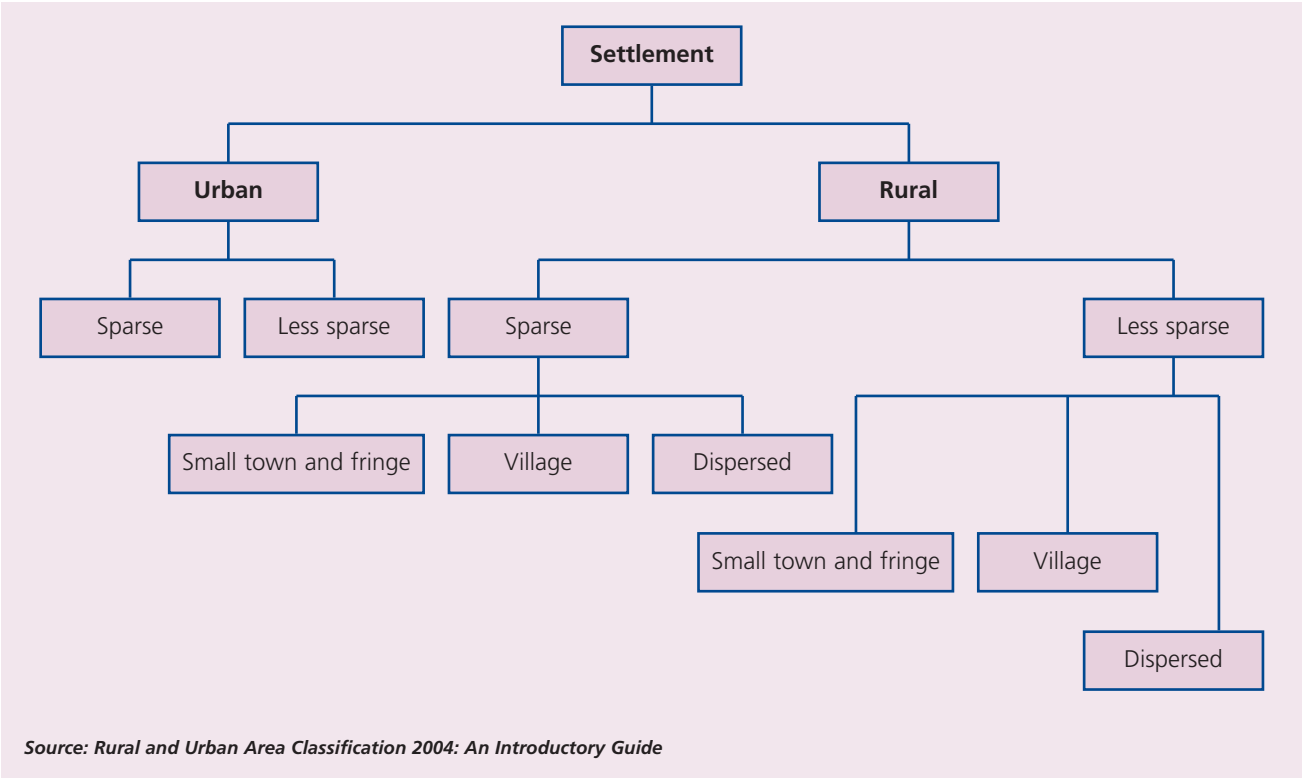 Settlement
Urban
Rural
Sparse
Less sparse
Sparse
Less sparse
Small town and fringe
Village
Dispersed
Small town and fringe
Village
Dispersed
Source: Rural and Urban Area Classification 2004: An Introductory Guide